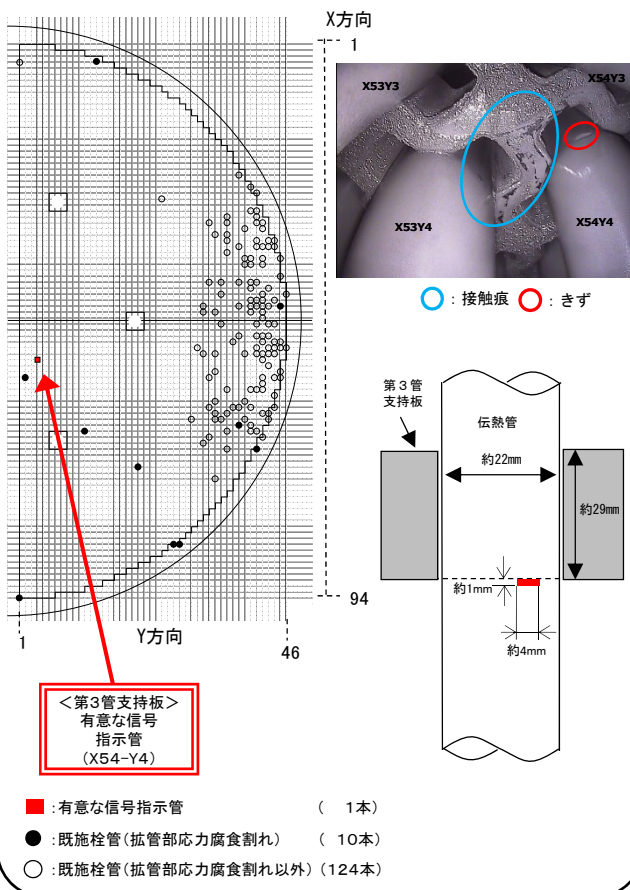 X方向
1
94
Y方向
1
46
X53Y3
X54Y3
X53Y4
X54Y4
：接触痕 ：きず
第3管
支持板
伝熱管
約22mm
約29mm
約1mm
約4mm
＜第3管支持板＞
有意な信号
指示管
(X54-Y4)
：有意な信号指示管 ( 1本)
：既施栓管(拡管部応力腐食割れ) ( 10本)
：既施栓管(拡管部応力腐食割れ以外) (124本)